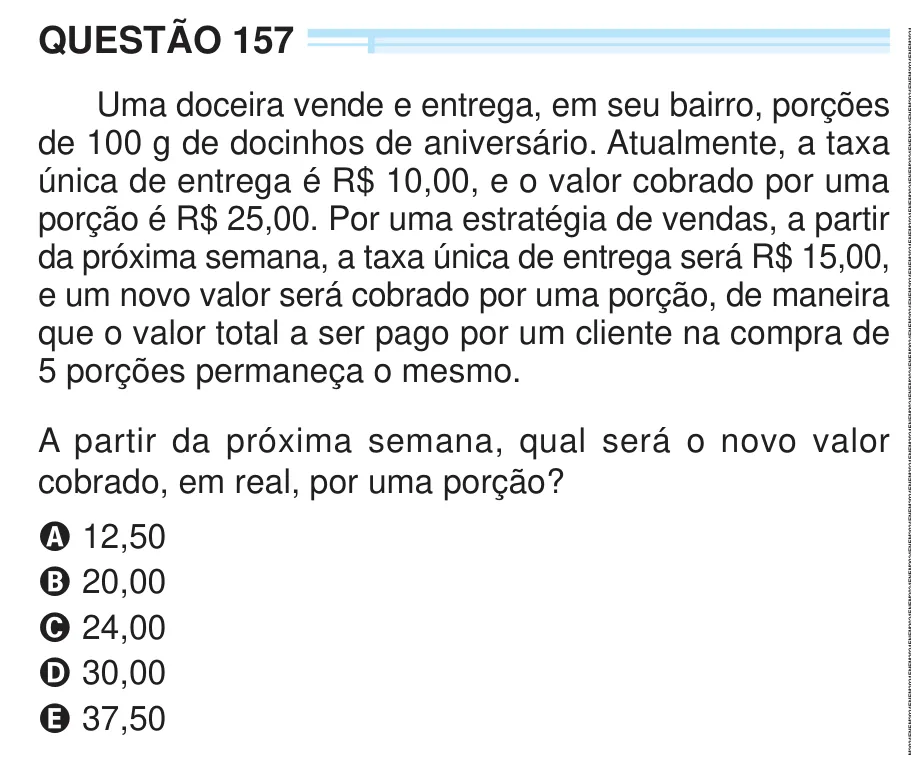 QUESTÃO 157
Uma doceira vende e entrega, em seu bairro, porções
de 100 g de docinhos de aniversário. Atualmente, a taxa
única de entrega é R$ 10,00, e o valor cobrado por uma
porção é R$ 25,00. Por uma estratégia de vendas, a partir
da próxima semana, a taxa única de entrega será R$ 15,00,
e um novo valor será cobrado por uma porção, de maneira
que o valor total a ser pago por um cliente na compra de
5 porções permaneça o mesmo.
A partir da próxima semana, qual será o novo valor
cobrado, em real, por uma porção?
A 12,50
B 20,00
C 24,00
D 30,00
E 37,50